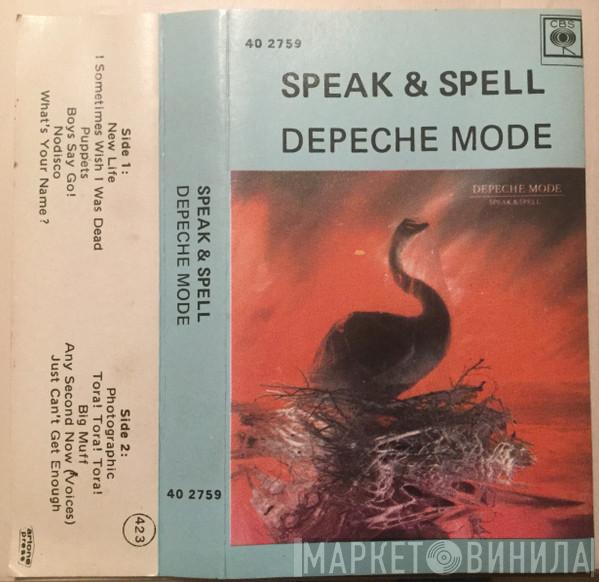 Side 1:
New Life
I Sometimes Wish I Was Dead
Puppets
Boys Say Go!
Nodisco
What's Your Name?
Side 2:
Photographic
Tora! Tora! Tora!
Big Muff
Any Second Now (Voices)
Just Can't Get Enough
423
ariona
press
SPEAK & SPELL
DEPECHE MODE
40 2759
40 2759
CBS
SPEAK & SPELL
DEPECHE MODE
DEPECHE MODE
SPEAK & SPELL
МАРКЕТ ВИНИЛА